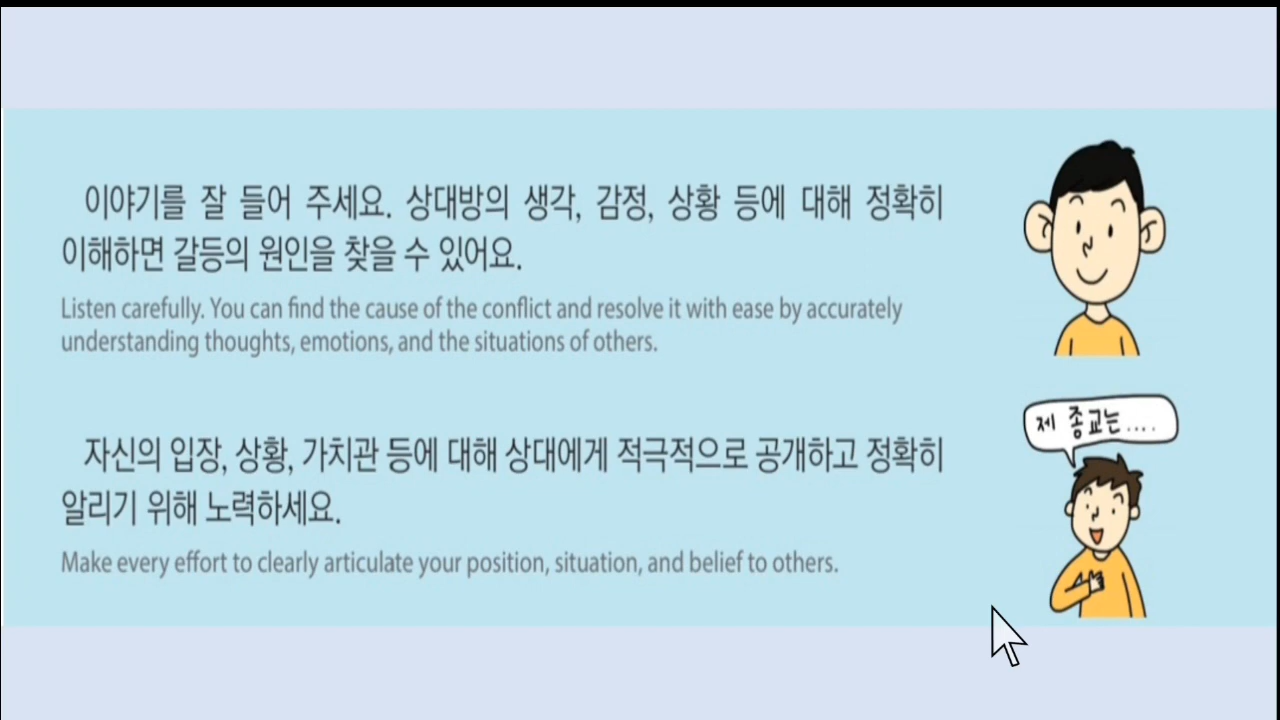 이야기를 잘 들어 주세요. 상대방의 생각, 감정, 상황 등에 대해 정확히
이해하면 갈등의 원인을 찾을 수 있어요.
Listen carefully. You can find the cause of the conflict and resolve it with ease by accurately
understanding thoughts, emotions, and the situations of others.
제 종교는....
자신의 입장, 상황, 가치관 등에 대해 상대에게 적극적으로 공개하고 정확히
알리기 위해 노력하세요.
Make every effort to clearly articulate your position, situation, and belief to others.